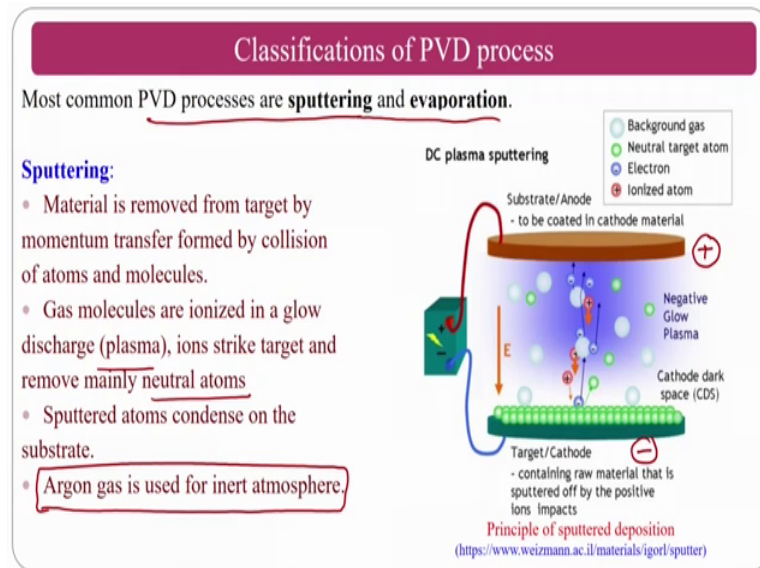 Classifications of PVD process
Most common PVD processes are sputtering and evaporation.
Sputtering:
• Material is removed from target by
momentum transfer formed by collision
of atoms and molecules.
• Gas molecules are ionized in a glow
discharge (plasma), ions strike target and
remove mainly neutral atoms
• Sputtered atoms condense on the
substrate.
• Argon gas is used for inert atmosphere.
DC plasma sputtering
Background gas
Neutral target atom
Electron
Ionized atom
Substrate/Anode
- to be coated in cathode material
+
+
-
E
Negative
Glow
Plasma
Cathode dark
space (CDS)
Target/Cathode
-
- containing raw material that is
sputtered off by the positive
ions impacts
Principle of sputtered deposition
(https://www.weizmann.ac.il/materials/igorl/sputter)